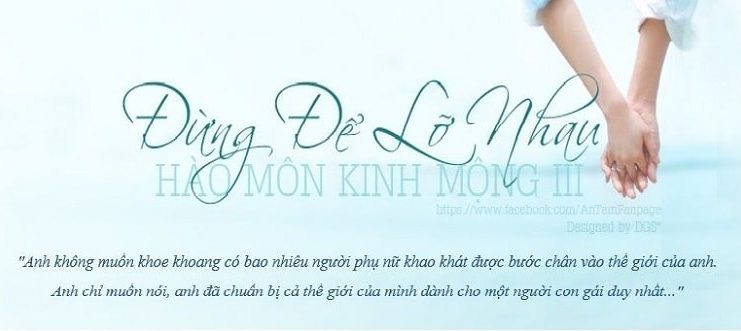 Đừng Để Lỡ Nhau
HÀO MÔN KINH MỘNG III
https://www.facebook.com/AnTamFanpage
Designed by DGS*
"Anh không muốn khoe khoang có bao nhiêu người phụ nữ khao khát được bước chân vào thế giới của anh.
Anh chỉ muốn nói, anh đã chuẩn bị cả thế giới của mình dành cho một người con gái duy nhất..."